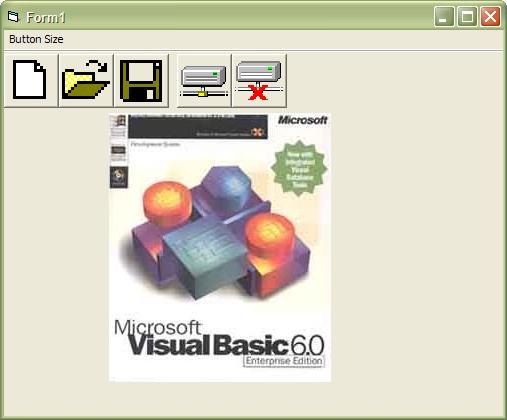 Form1
Button Size
Microsoft
Development System
Now with
Integrated
Visual
Database
Tools
Microsoft
Visual Basic 6.0
Enterprise Edition